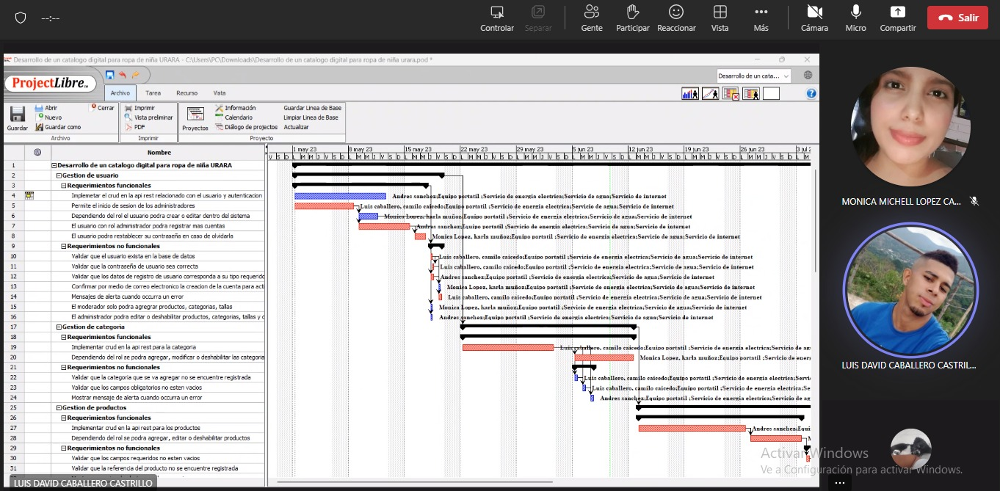 --:--
Controlar
Separar
Gente
Participar
Reaccionar
Vista
Más
Cámara
Micro
Compartir
Salir
Desarrollo de un catalogo digital para ropa de niña URARA - C:\Users\PC\Downloads\Desarrollo de un catalogo digital para ropa de niña urara.pod *
ProjectLibre
Desarrollo de un cata...
Archivo Tarea Recurso Vista
Guardar
Abrir
Nuevo
Guardar como
Cerrar
Archivo
Imprimir
Vista preliminar
PDF
Imprimir
Proyectos
Información
Calendario
Diálogo de projectos
Guardar Linea de Base
Limpiar Linea de Base
Actualizar
Proyecto
Nombre
1 may 23 8 may 23 15 may 23 22 may 23 29 may 23 5 jun 23 12 jun 23 19 jun 23 26 jun 23
1 Desarrollo de un catalogo digital para ropa de niña URARA
2 Gestion de usuario
3 Requerimientos funcionales
4 Implemetar el crud en la api rest relacionado con el usuario y autenticacion
Andres sanchez;Equipo portatil ;Servicio de energia electrica;Servicio de agua;Servicio de internet
5 Permite el inicio de sesion de los administradores
Luis caballero, camilo caicedo;Equipo portatil ;Servicio de energia electrica;Servicio de agua;Servicio de internet
6 Dependiendo del rol el usuario podra crear o editar dentro del sistema
Monica Lopez, karla muñoz;Equipo portatil ;Servicio de energia electrica;Servicio de agua;Servicio de internet
7 El usuario con rol administrador podra registrar mas cuentas
Andres sanchez;Equipo portatil ;Servicio de energia electrica;Servicio de agua;Servicio de internet
8 El usuario podra restablecer su contraseña en caso de olvidarla
Monica Lopez, karla muñoz;Equipo portatil ;Servicio de energia electrica;Servicio de agua;Servicio de internet
9 Requerimientos no funcionales
10 Validar que el usuario exista en la base de datos
Luis caballero, camilo caicedo;Equipo portatil ;Servicio de energia electrica;Servicio de agua;Servicio de internet
11 Validar que la contraseña de usuario sea correcta
Luis caballero, camilo caicedo;Equipo portatil ;Servicio de energia electrica;Servicio de agua;Servicio de internet
12 Validar que los datos de registro de usuario corresponda a su tipo requerido
Andres sanchez;Equipo portatil ;Servicio de energia electrica;Servicio de agua;Servicio de internet
13 Confirmar por medio de correo electronico la creacion de la cuenta para acti
Monica Lopez, karla muñoz;Equipo portatil ;Servicio de energia electrica;Servicio de agua;Servicio de internet
14 Mensajes de alerta cuando ocurra un error
Luis caballero, camilo caicedo;Equipo portatil ;Servicio de energia electrica;Servicio de agua;Servicio de internet
15 El moderador solo podra agregar productos, categorias, tallas
Monica Lopez, karla muñoz;Equipo portatil ;Servicio de energia electrica;Servicio de agua;Servicio de internet
16 El administrador podra editar o deshabilitar productos, categorias, tallas y c
Andres sanchez;Equipo portatil ;Servicio de energia electrica;Servicio de agua;Servicio de internet
17 Gestion de categoria
18 Requerimientos funcionales
19 Implementar crud en la api rest para la categoria
Luis caballero, camilo caicedo;Equipo portatil ;Servicio de energia electrica;Servicio de ag
20 Dependiendo del rol se podra agregar, modificar o deshabilitar las categoria
Monica Lopez, karla muñoz;Equipo portatil ;Servicio de ener
21 Requerimientos no funcionales
22 Validar que la categoria que se va agregar no se encuentre registrada
Luis caballero, camilo caicedo;Equipo portatil ;Servicio de energia electrica;Servi
23 Validar que los campos obligatorios no esten vacios
Luis caballero, camilo caicedo;Equipo portatil ;Servicio de energia electrica;Se
24 Mostrar mensaje de alerta cuando ocurra un error
Andres sanchez;Equipo portatil ;Servicio de energia electrica;Servicio de ag
25 Gestion de productos
26 Requerimientos funcionales
27 Implementar crud en la api rest para los productos
Andres sanchez;Equi
28 Dependiendo del rol se podra agregar, editar o deshabilitar productos
29 Requerimientos no funcionales
30 Validar que los campos requeridos no esten vacios
31 Validar que la referencia del producto no se encuentre registrada
LUIS DAVID CABALLERO CASTRILLO
MONICA MICHELL LOPEZ CA...
LUIS DAVID CABALLERO CASTRIL...
Activar Windows
Ve a Configuración para activar Windows.